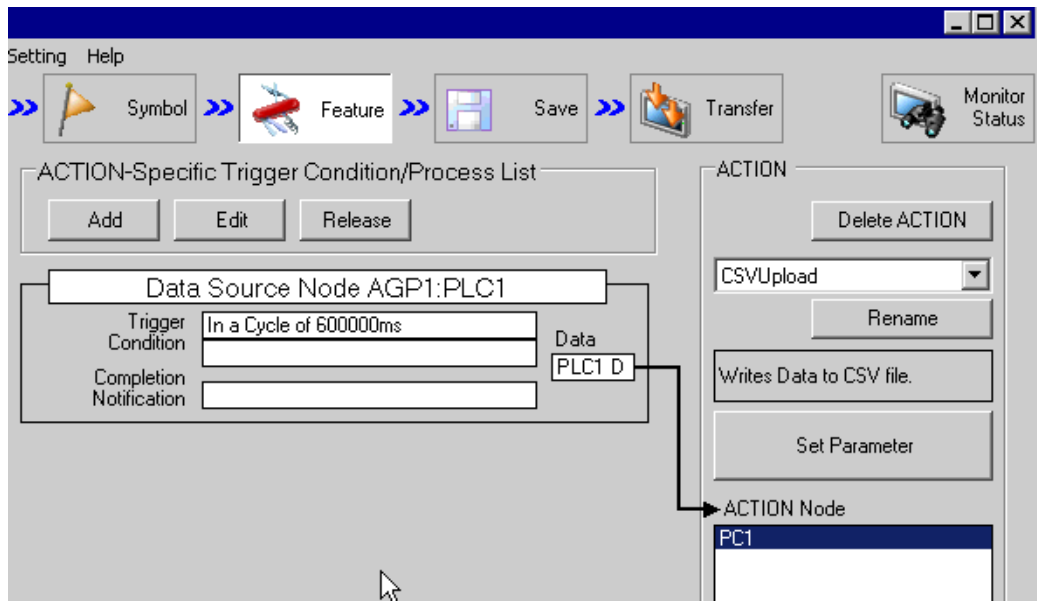 Setting Help
» Symbol » Feature » Save » Transfer Monitor Status
ACTION-Specific Trigger Condition/Process List
Add Edit Release
Data Source Node AGP1:PLC1
Trigger Condition
In a Cycle of 600000ms
Completion Notification
Data
PLC1 D
ACTION
Delete ACTION
CSVUpload
Rename
Writes Data to CSV file.
Set Parameter
ACTION Node
PC1